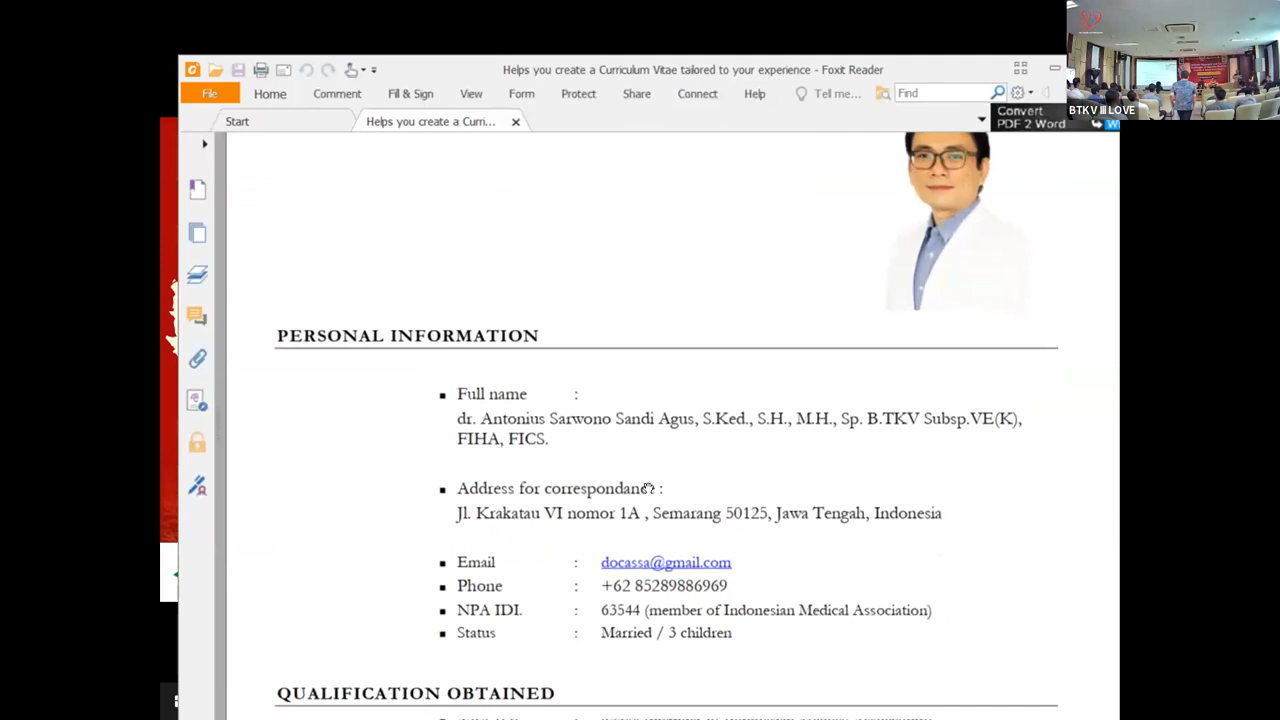 Helps you create a Curriculum Vitae tailored to your experience - Foxit Reader
File Home Comment Fill & Sign View Form Protect Share Connect Help Tell me... Find
Start Helps you create a Curri...
Convert
PDF 2 Word
BTKV iii LOVE
PERSONAL INFORMATION
Full name :
dr. Antonius Sarwono Sandi Agus, S.Ked., S.H., M.H., Sp. B.TKV Subsp.VE(K),
FIHA, FICS.
Address for correspondance :
Jl. Krakatau VI nomor 1A , Semarang 50125, Jawa Tengah, Indonesia
Email : docassa@gmail.com
Phone : +62 85289886969
NPA IDI. : 63544 (member of Indonesian Medical Association)
Status : Married / 3 children
QUALIFICATION OBTAINED